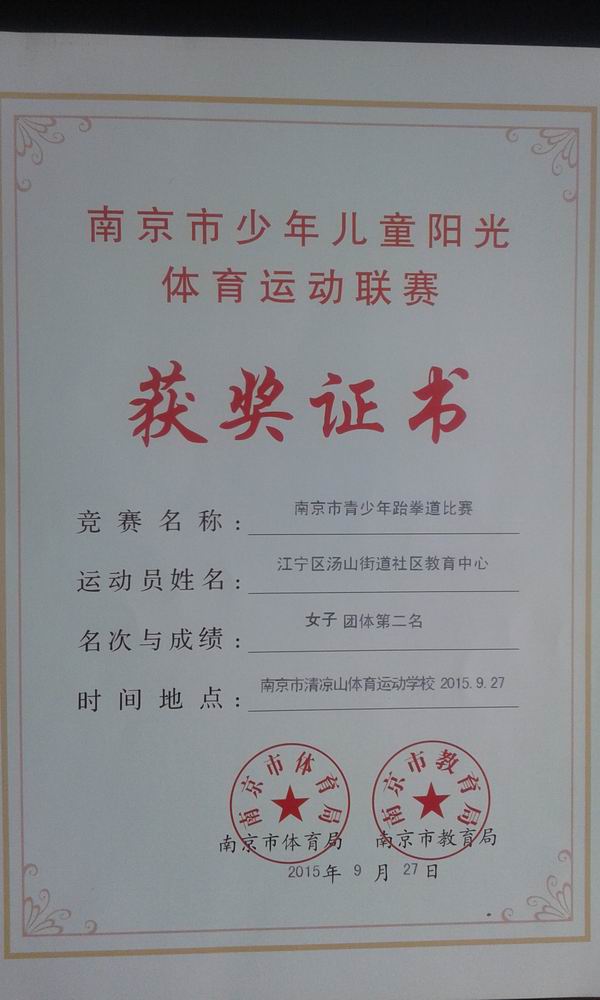 南京市少年儿童阳光
体育运动联赛
获奖证书
竞赛名称：南京市青少年跆拳道比赛
运动员姓名：江宁区汤山街道社区教育中心
名次与成绩：女子 团体第二名
时间地点：南京市清凉山体育运动学校 2015.9.27
南京市体育局
南京市教育局
南京市体育局 南京市教育局
2015年 9 月 27日